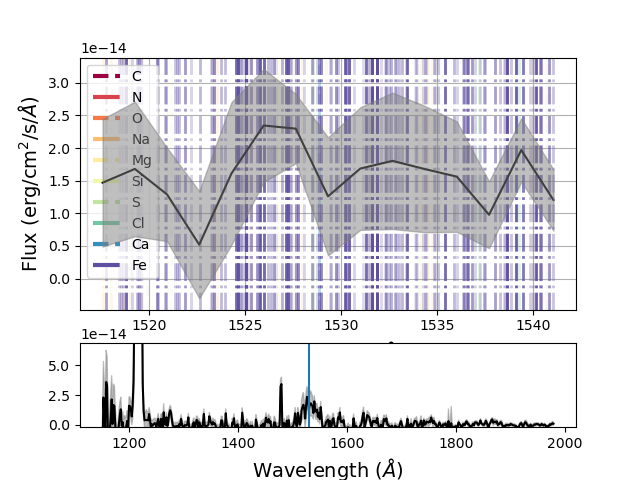 1e−14
C
N
O
Na
Mg
Si
S
Cl
Ca
Fe
3.0
2.5
2.0
1.5
1.0
0.5
0.0
Flux (erg/cm²/s/Å)
1520
1525
1530
1535
1540
1e−14
5.0
2.5
0.0
1200
1400
1600
1800
2000
Wavelength (Å)